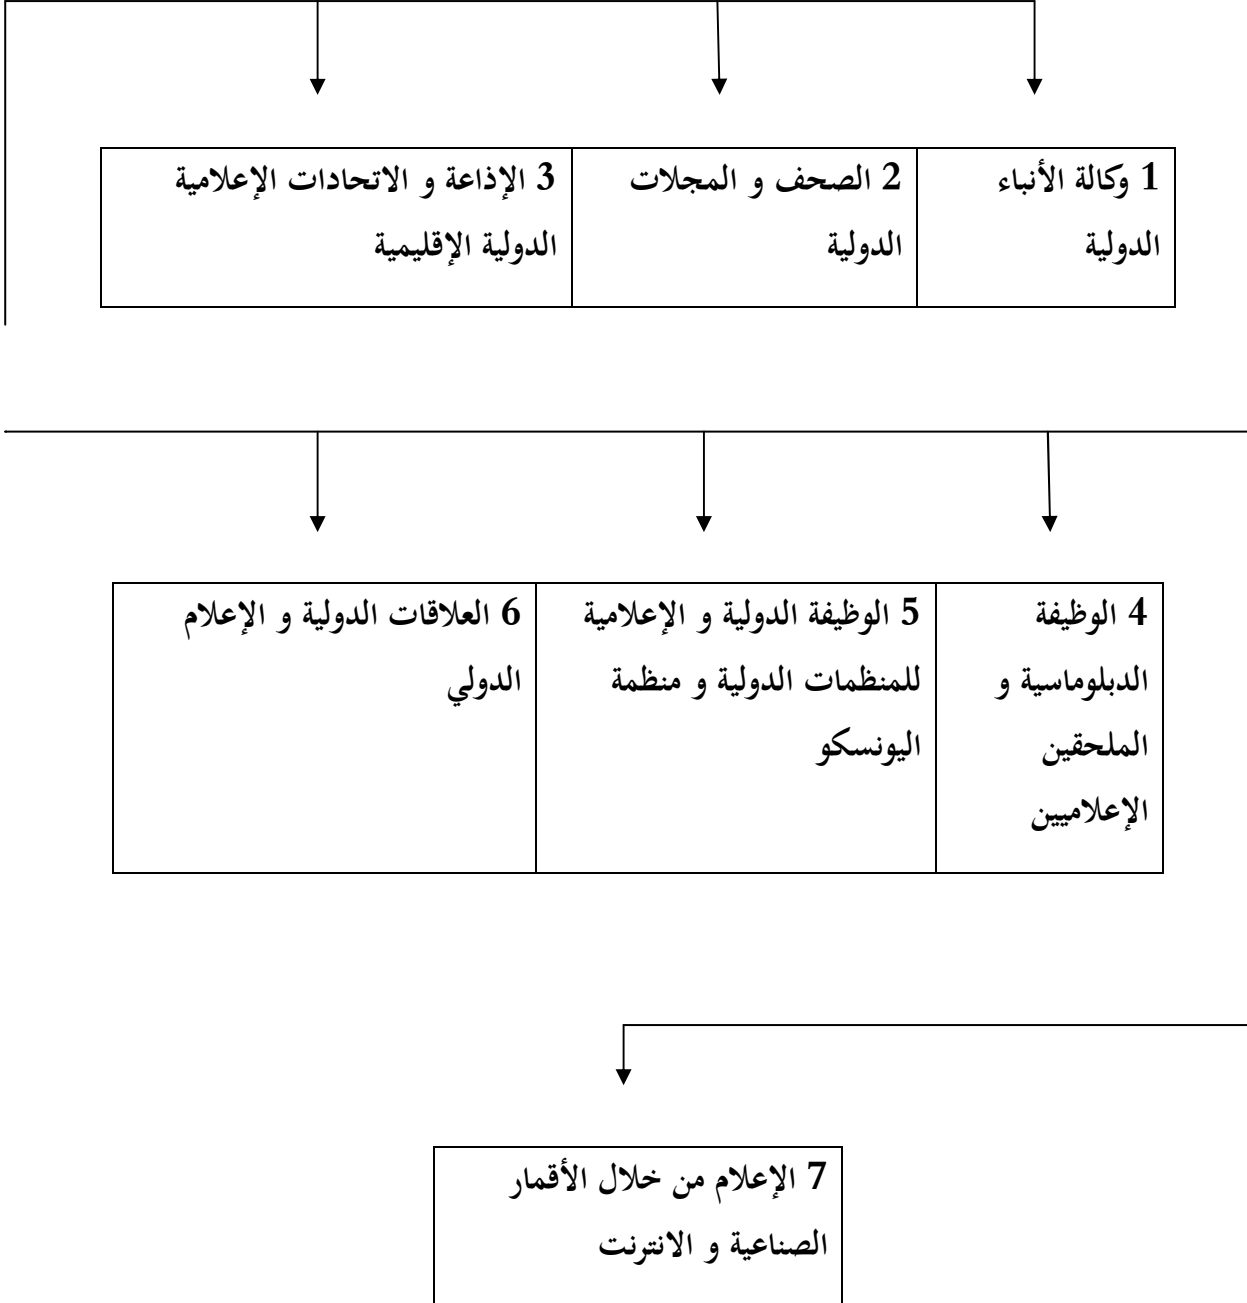 1 وكالة الأنباء
الدولية
2 الصحف و المجلات
الدولية
3 الإذاعة و الاتحادات الإعلامية
الدولية الإقليمية
4 الوظيفة
الدبلوماسية و
الملحقين
الإعلاميين
5 الوظيفة الدولية و الإعلامية
للمنظمات الدولية و منظمة
اليونسكو
6 العلاقات الدولية و الإعلام
الدولي
7 الإعلام من خلال الأقمار
الصناعية و الانترنت